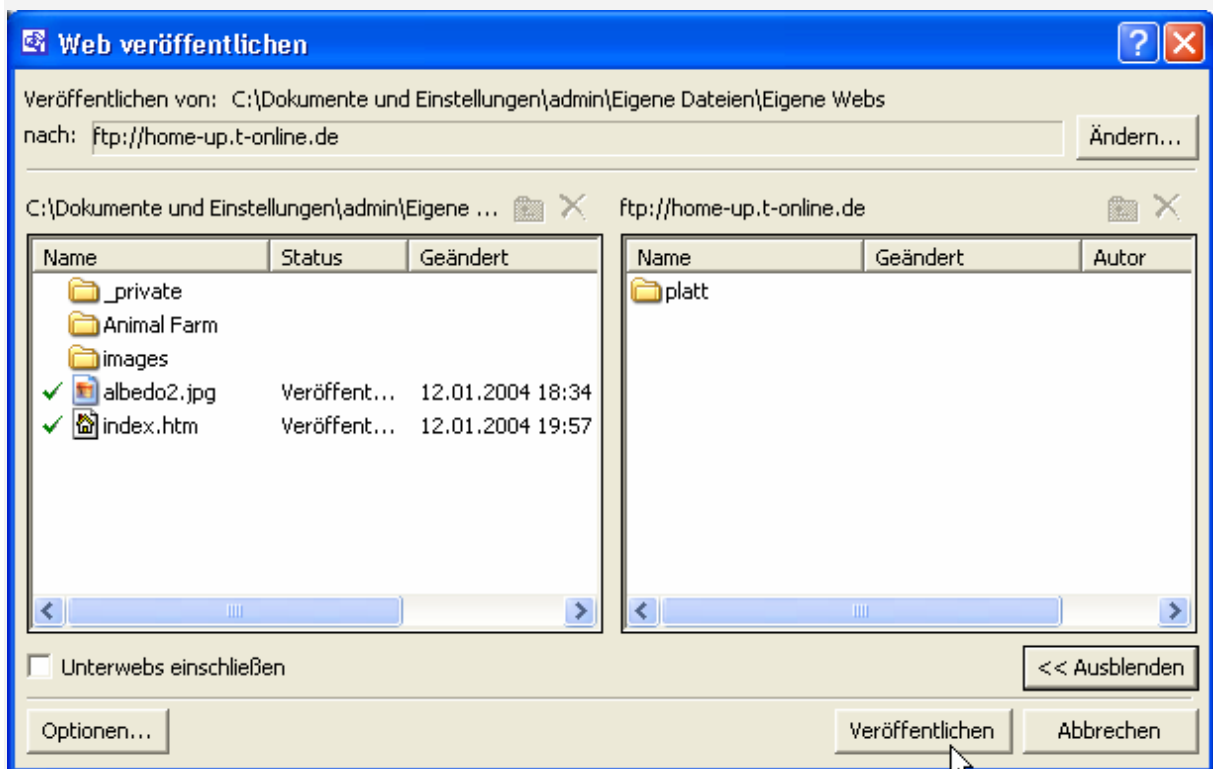 Web veröffentlichen
Veröffentlichen von: C:\Dokumente und Einstellungen\admin\Eigene Dateien\Eigene Webs
nach: ftp://home-up.t-online.de Ändern...
C:\Dokumente und Einstellungen\admin\Eigene ... ftp://home-up.t-online.de
Name Status Geändert Name Geändert Autor
_private platt
Animal Farm
images
albedo2.jpg Veröffent... 12.01.2004 18:34
index.htm Veröffent... 12.01.2004 19:57
Unterwebs einschließen << Ausblenden
Optionen... Veröffentlichen Abbrechen